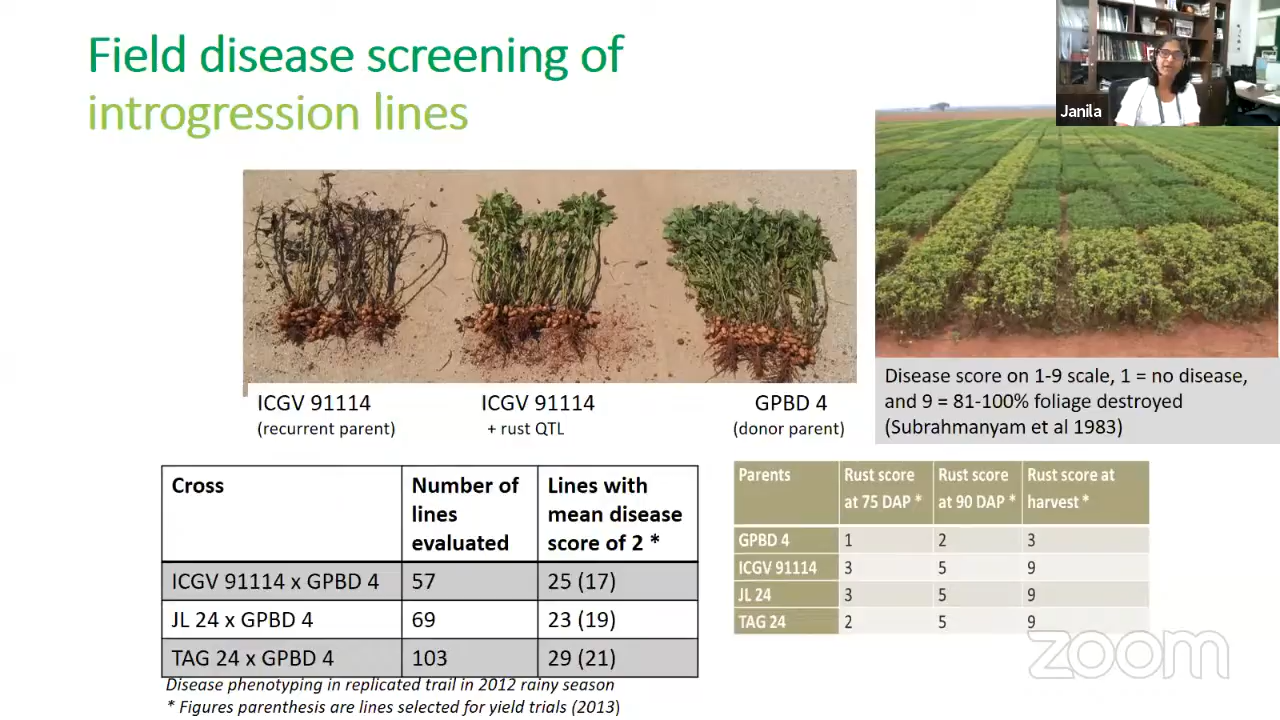 Field disease screening of
introgression lines
Janila
ICGV 91114
(recurrent parent)
ICGV 91114
+ rust QTL
GPBD 4
(donor parent)
Disease score on 1-9 scale, 1 = no disease,
and 9 = 81-100% foliage destroyed
(Subrahmanyam et al 1983)
Cross Number of lines evaluated Lines with mean disease score of 2 *
ICGV 91114 x GPBD 4 57 25 (17)
JL 24 x GPBD 4 69 23 (19)
TAG 24 x GPBD 4 103 29 (21)
Disease phenotyping in replicated trail in 2012 rainy season
* Figures parenthesis are lines selected for yield trials (2013)
Parents Rust score at 75 DAP * Rust score at 90 DAP * Rust score at harvest *
GPBD 4 1 2 3
ICGV 91114 3 5 9
JL 24 3 5 9
TAG 24 2 5 9
zoom